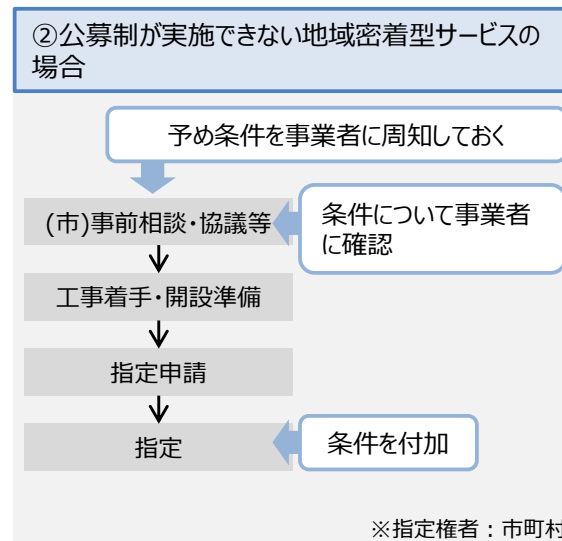 ②公募制が実施できない地域密着型サービスの
場合
予め条件を事業者に周知しておく
(市)事前相談・協議等
条件について事業者
に確認
工事着手・開設準備
指定申請
指定
条件を付加
※指定権者：市町村